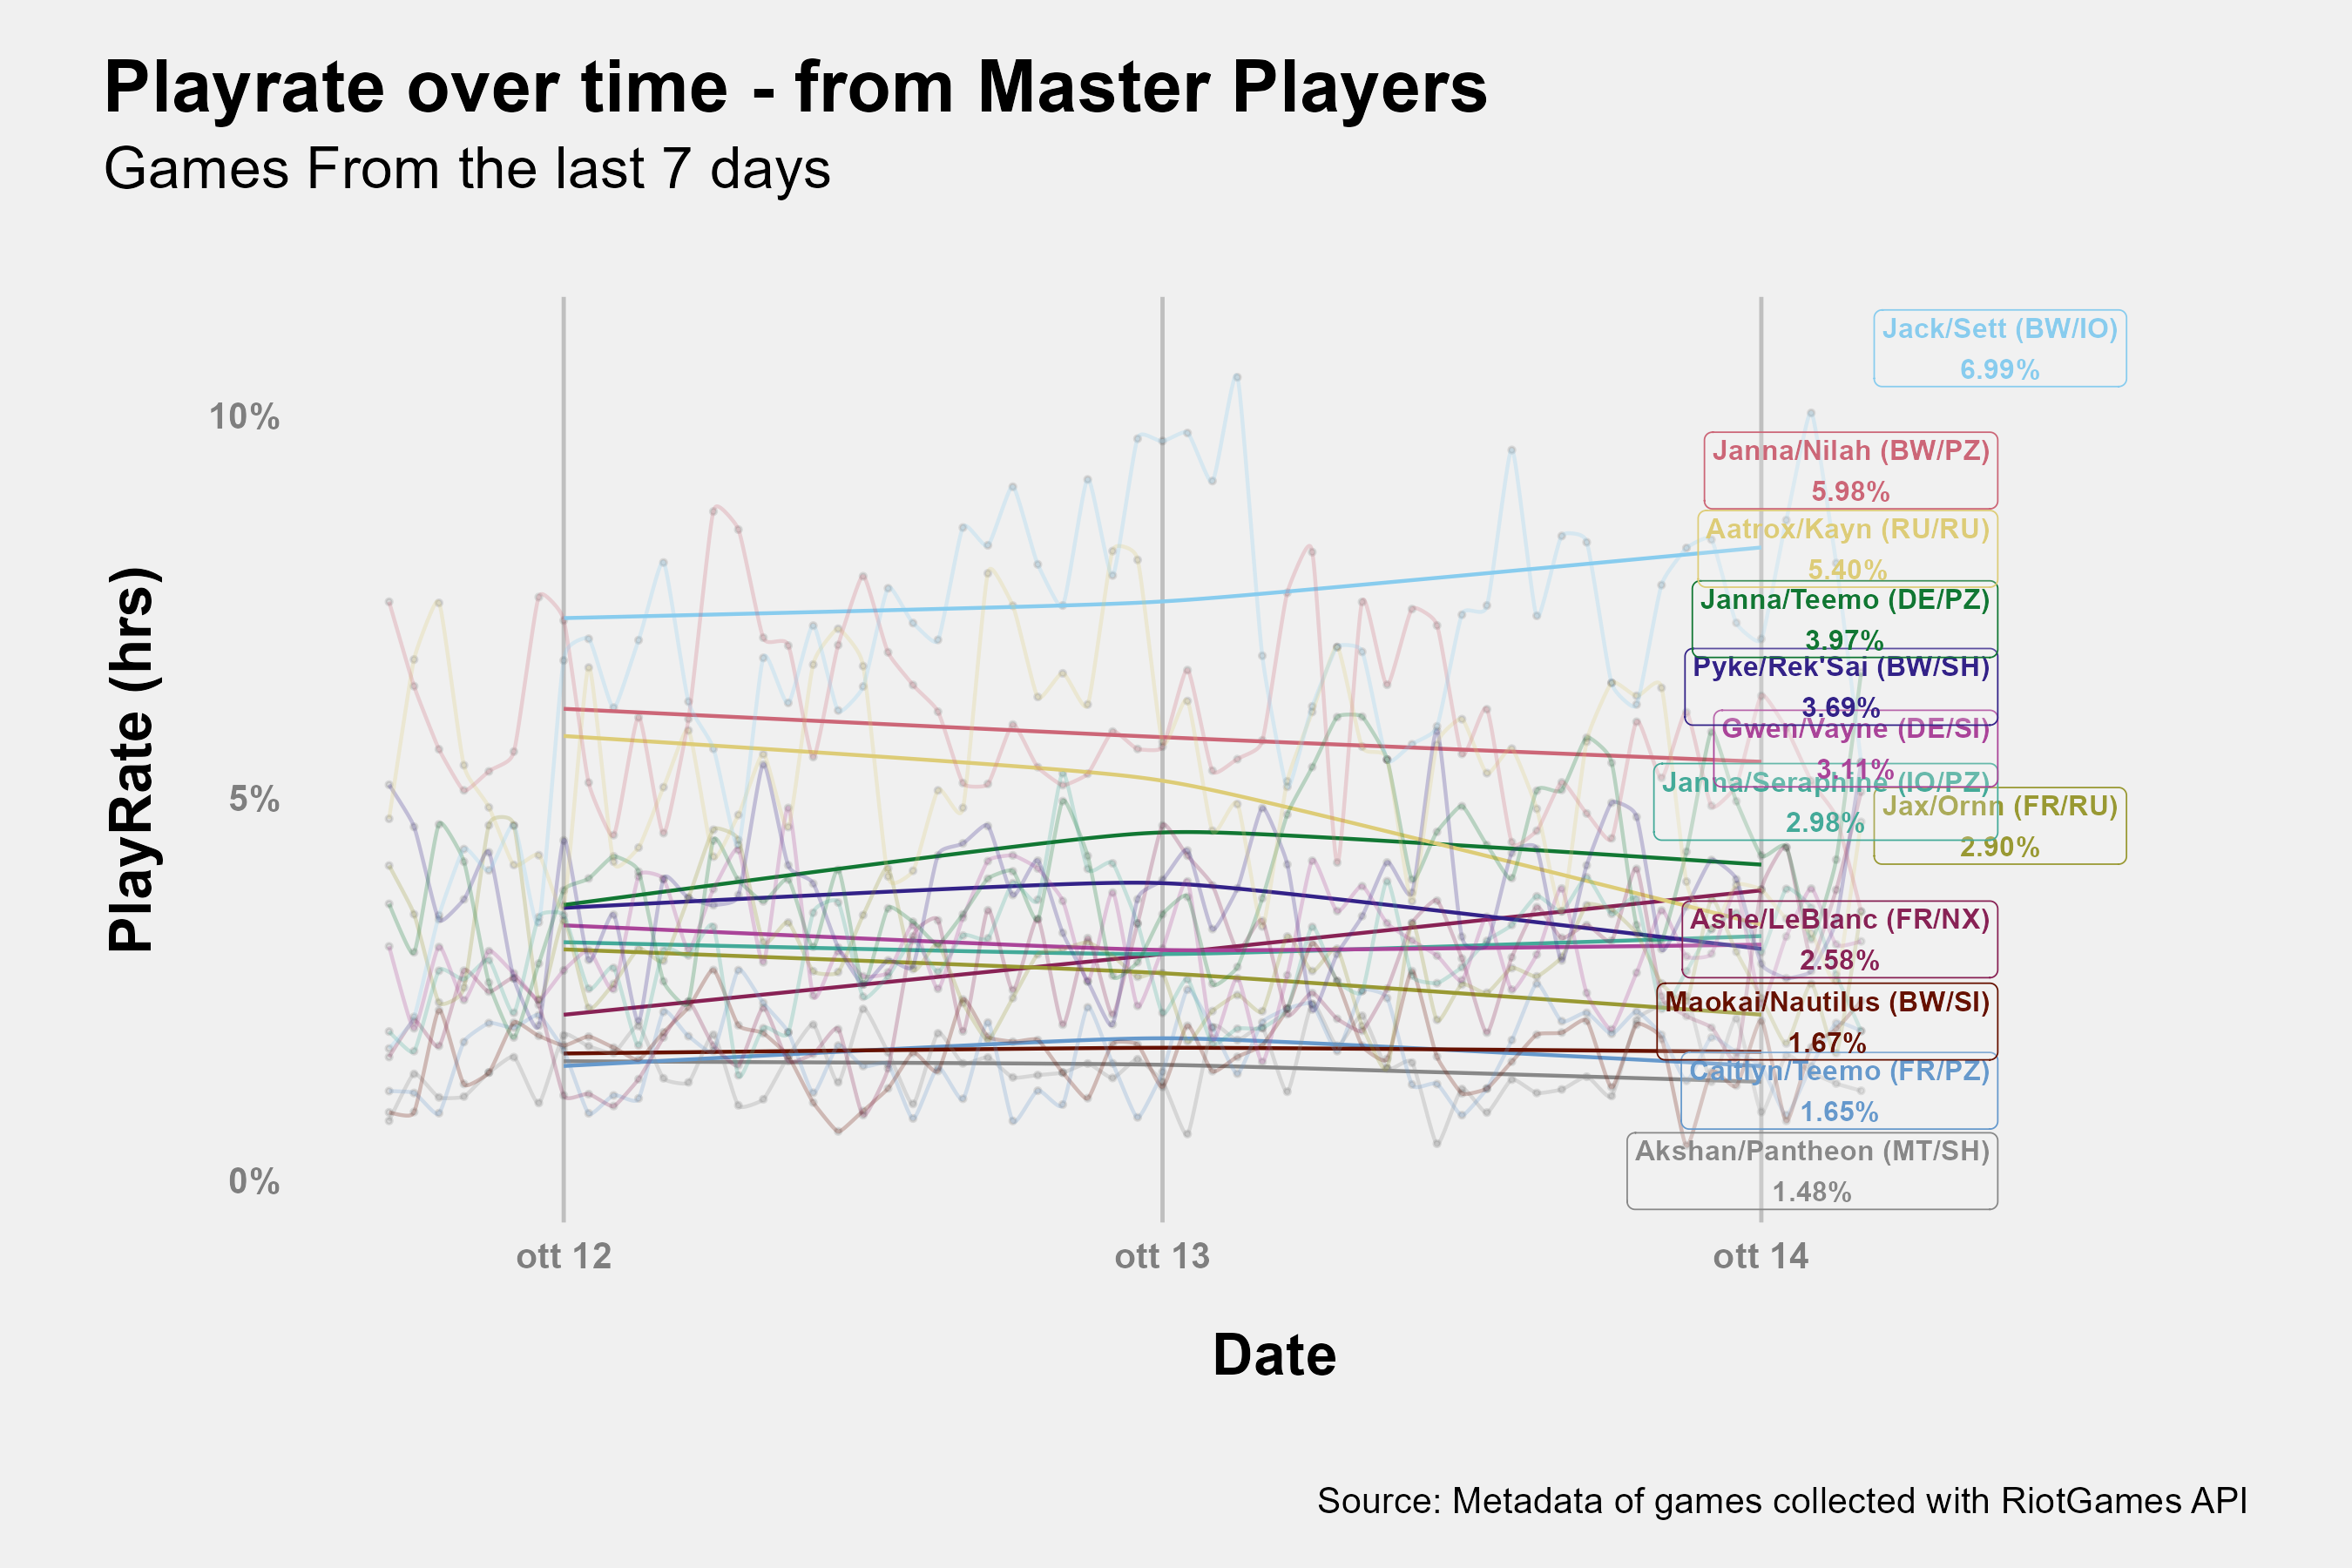 Playrate over time - from Master Players
Games From the last 7 days
PlayRate (hrs)
10%
5%
0%
Jack/Sett (BW/IO)
6.99%
Janna/Nilah (BW/PZ)
5.98%
Aatrox/Kayn (RU/RU)
5.40%
Janna/Teemo (DE/PZ)
3.97%
Pyke/Rek'Sai (BW/SH)
3.69%
Gwen/Vayne (DE/SI)
3.11%
Janna/Seraphine (IO/PZ)
2.98%
Jax/Ornn (FR/RU)
2.90%
Ashe/LeBlanc (FR/NX)
2.58%
Maokai/Nautilus (BW/SI)
1.67%
Caitlyn/Teemo (FR/PZ)
1.65%
Akshan/Pantheon (MT/SH)
1.48%
ott 12
ott 13
ott 14
Date
Source: Metadata of games collected with RiotGames API